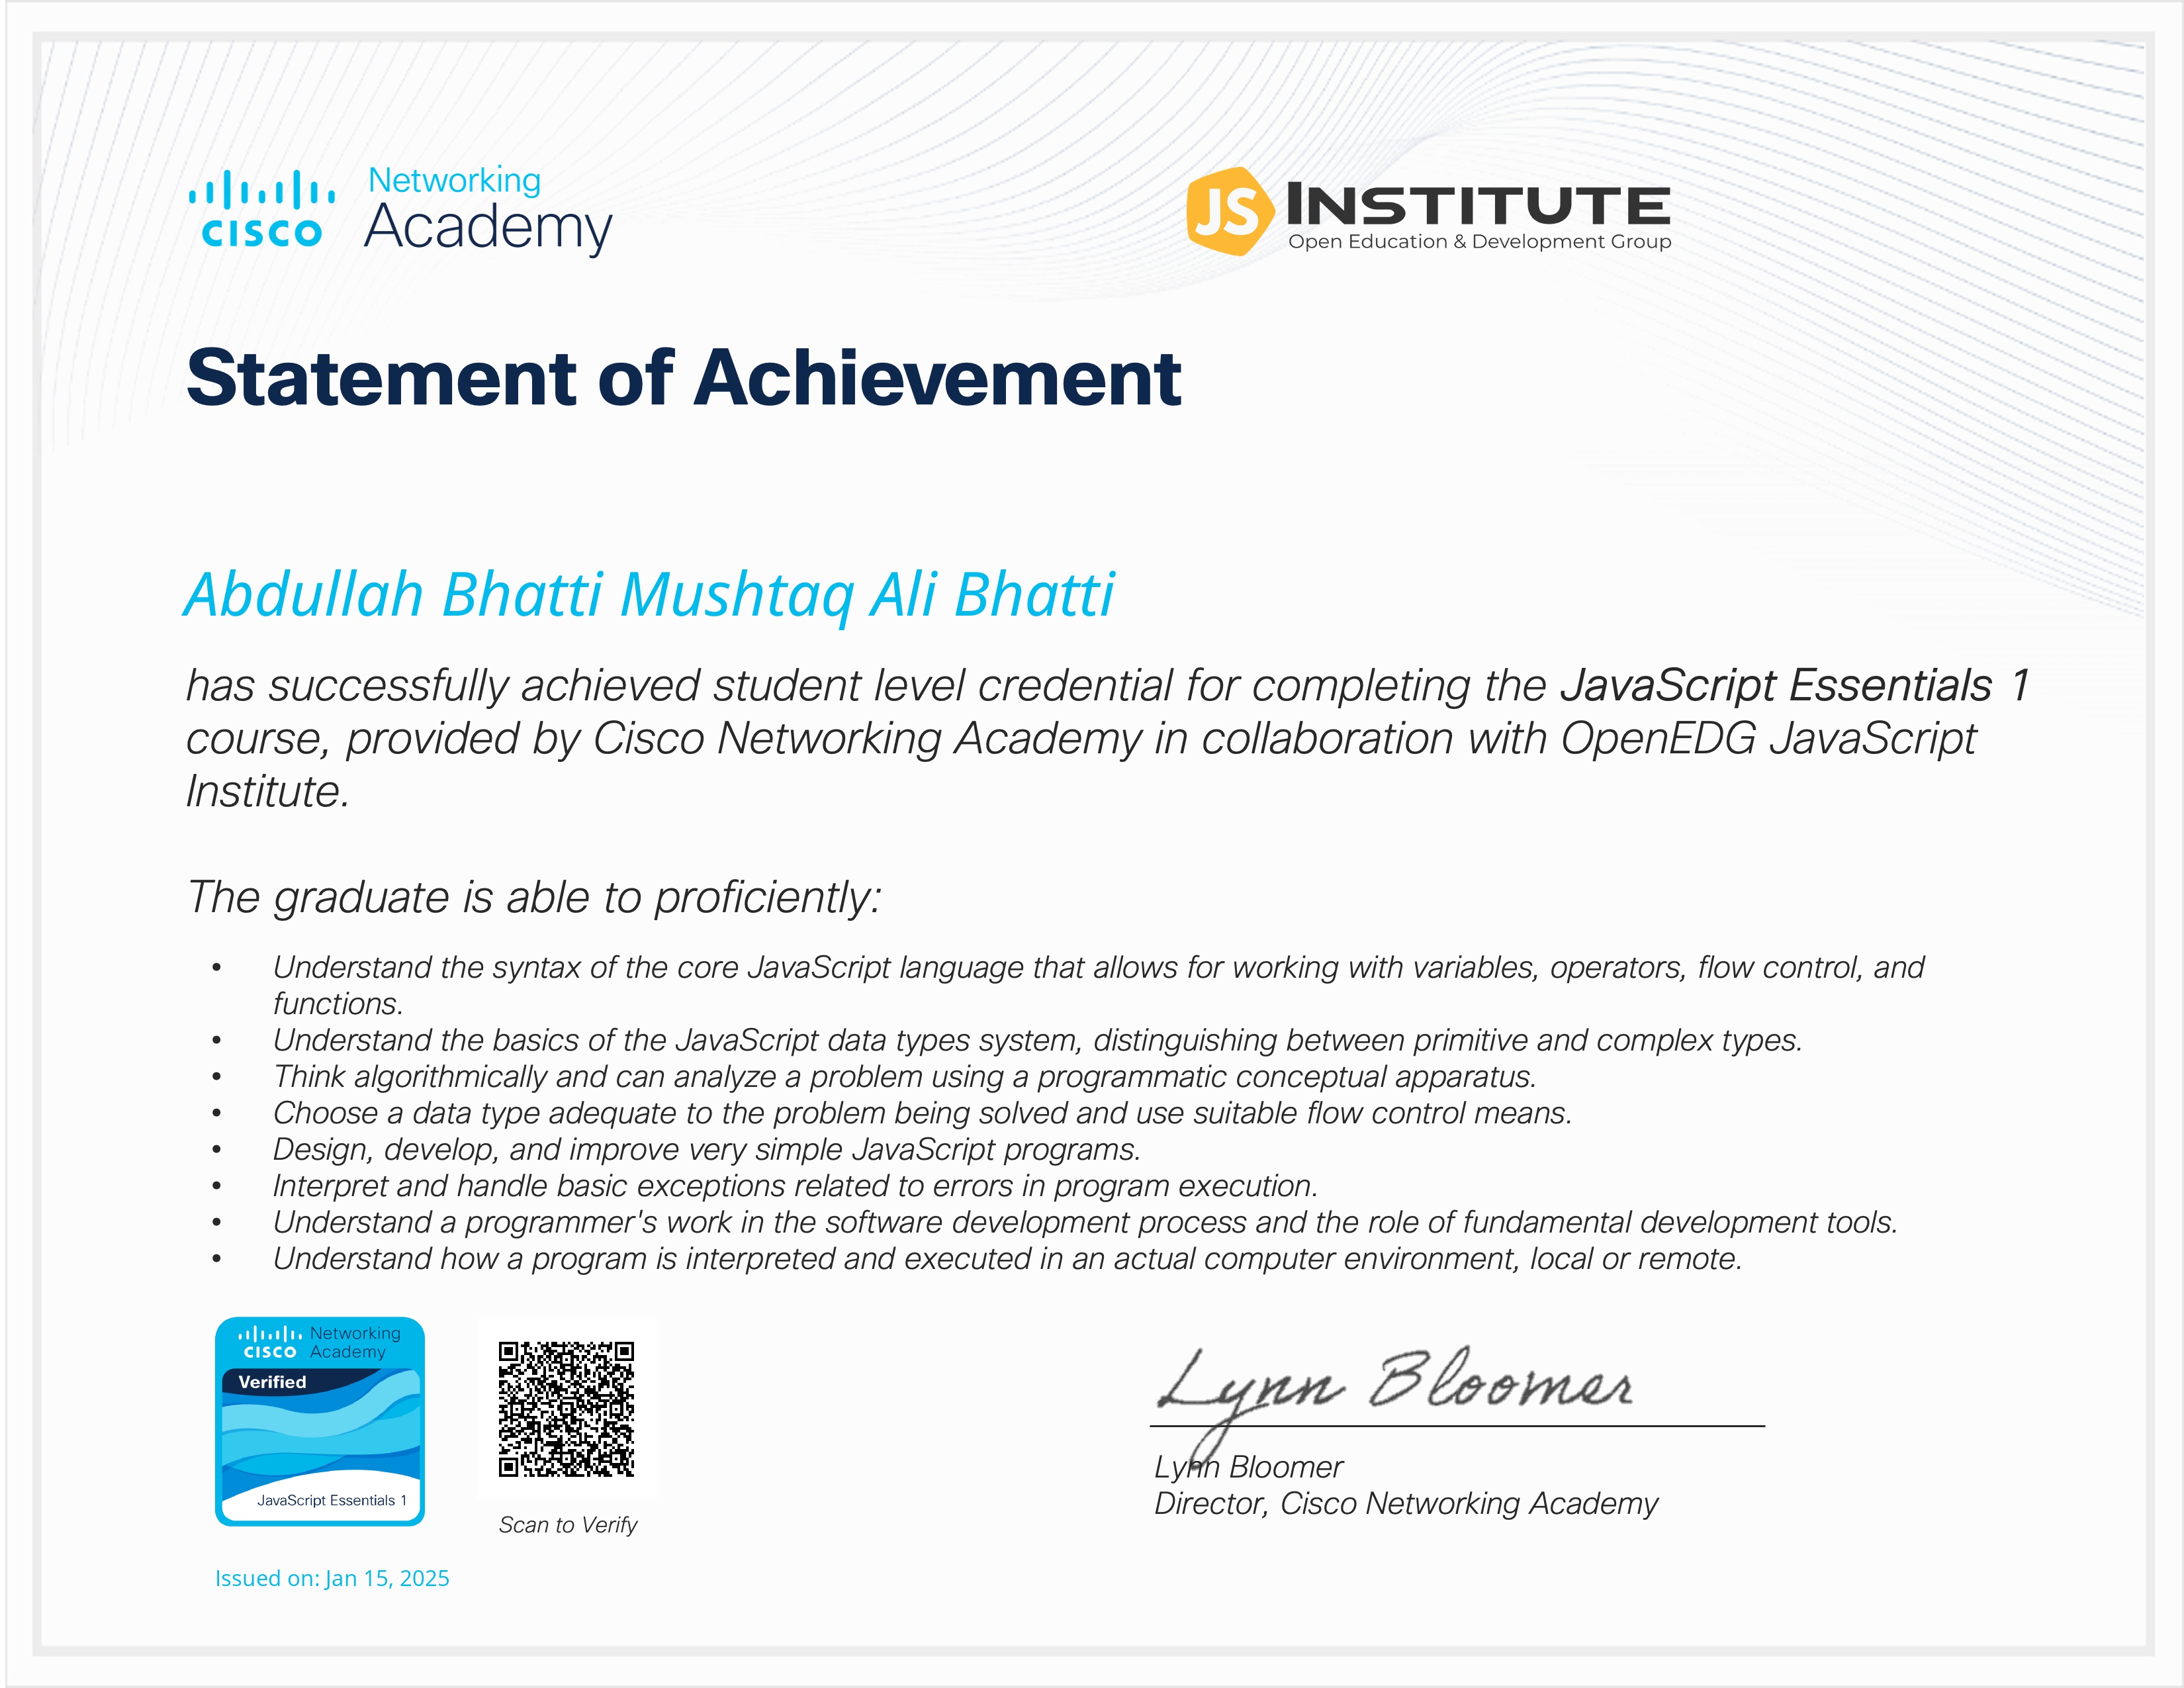 Networking
cisco Academy
JS INSTITUTE
Open Education & Development Group
Statement of Achievement
Abdullah Bhatti Mushtaq Ali Bhatti
has successfully achieved student level credential for completing the JavaScript Essentials 1
course, provided by Cisco Networking Academy in collaboration with OpenEDG JavaScript
Institute.
The graduate is able to proficiently:
• Understand the syntax of the core JavaScript language that allows for working with variables, operators, flow control, and
functions.
• Understand the basics of the JavaScript data types system, distinguishing between primitive and complex types.
• Think algorithmically and can analyze a problem using a programmatic conceptual apparatus.
• Choose a data type adequate to the problem being solved and use suitable flow control means.
• Design, develop, and improve very simple JavaScript programs.
• Interpret and handle basic exceptions related to errors in program execution.
• Understand a programmer's work in the software development process and the role of fundamental development tools.
• Understand how a program is interpreted and executed in an actual computer environment, local or remote.
Networking
cisco Academy
Verified
JavaScript Essentials 1
Scan to Verify
Issued on: Jan 15, 2025
Lynn Bloomer
Lynn Bloomer
Director, Cisco Networking Academy